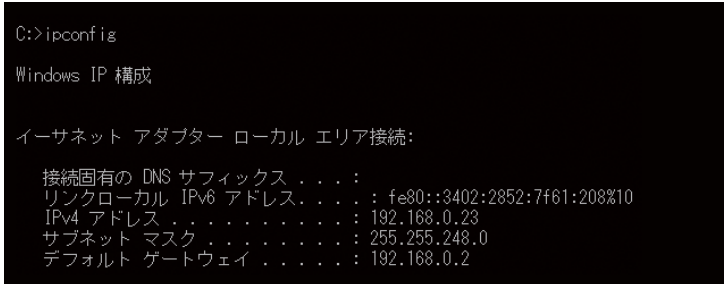 C:>ipconfig
Windows IP 構成
イーサネット アダプター ローカル エリア接続:
接続固有の DNS サフィックス . . . :
リンクローカル IPv6 アドレス. . . . : fe80::3402:2852:7f61:208%10
IPv4 アドレス . . . . . . . . . . : 192.168.0.23
サブネット マスク . . . . . . . . : 255.255.248.0
デフォルト ゲートウェイ . . . . . : 192.168.0.2